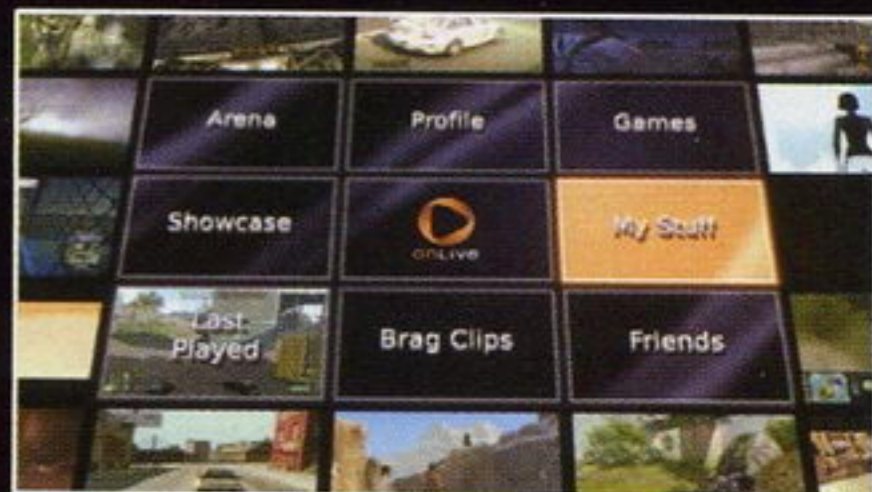 Arena
Profile
Games
Showcase
onLive
My Stuff
Last
Played
Brag Clips
Friends